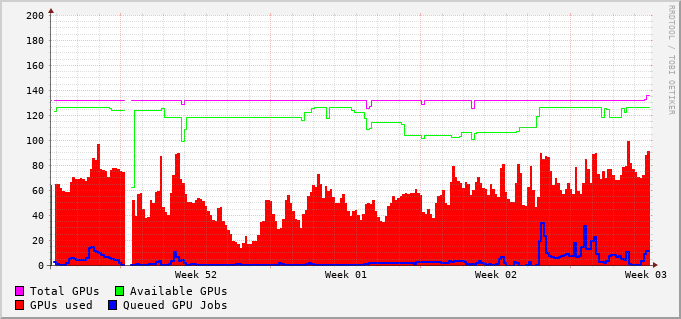 200
180
160
140
120
100
80
60
40
20
0
Week 52 Week 01 Week 02 Week 03
Total GPUs Available GPUs
GPUs used Queued GPU Jobs
RRDTOOL / TOBI OETIKER